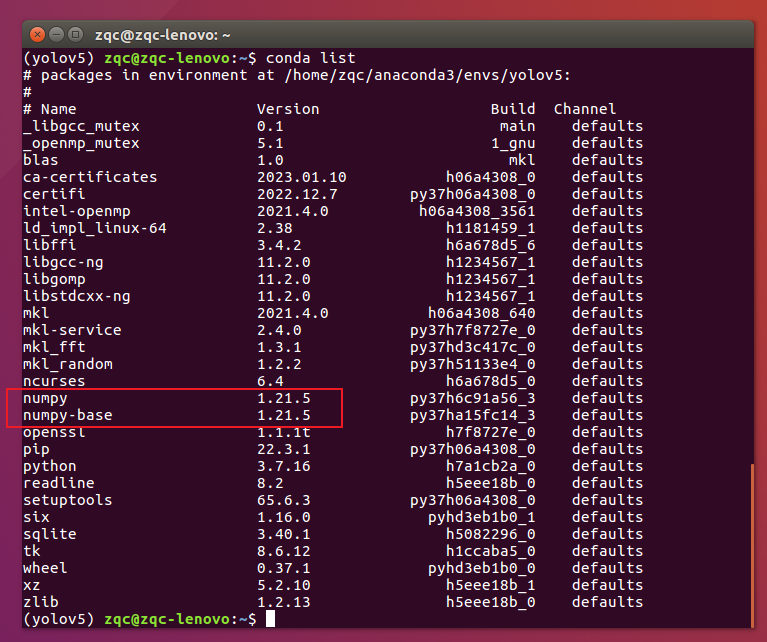 zqc@zqc-lenovo: ~
(yolov5) zqc@zqc-lenovo:~$ conda list
# packages in environment at /home/zqc/anaconda3/envs/yolov5:
#
# Name                    Version                   Build  Channel
_libgcc_mutex             0.1                        main    defaults
_openmp_mutex             5.1                       1_gnu    defaults
blas                      1.0                         mkl    defaults
ca-certificates           2023.01.10           h06a4308_0    defaults
certifi                   2022.12.7        py37h06a4308_0    defaults
intel-openmp              2021.4.0          h06a4308_3561    defaults
ld_impl_linux-64          2.38                 h1181459_1    defaults
libffi                    3.4.2                h6a678d5_6    defaults
libgcc-ng                 11.2.0               h1234567_1    defaults
libgomp                   11.2.0               h1234567_1    defaults
libstdcxx-ng              11.2.0               h1234567_1    defaults
mkl                       2021.4.0           h06a4308_640    defaults
mkl-service               2.4.0            py37h7f8727e_0    defaults
mkl_fft                   1.3.1            py37hd3c417c_0    defaults
mkl_random                1.2.2            py37h51133e4_0    defaults
ncurses                   6.4                  h6a678d5_0    defaults
numpy                     1.21.5           py37h6c91a56_3    defaults
numpy-base                1.21.5           py37ha15fc14_3    defaults
openssl                   1.1.1t               h7f8727e_0    defaults
pip                       22.3.1           py37h06a4308_0    defaults
python                    3.7.16               h7a1cb2a_0    defaults
readline                  8.2                  h5eee18b_0    defaults
setuptools                65.6.3           py37h06a4308_0    defaults
six                       1.16.0             pyhd3eb1b0_1    defaults
sqlite                    3.40.1               h5082296_0    defaults
tk                        8.6.12               h1ccaba5_0    defaults
wheel                     0.37.1             pyhd3eb1b0_0    defaults
xz                        5.2.10               h5eee18b_1    defaults
zlib                      1.2.13               h5eee18b_0    defaults
(yolov5) zqc@zqc-lenovo:~$